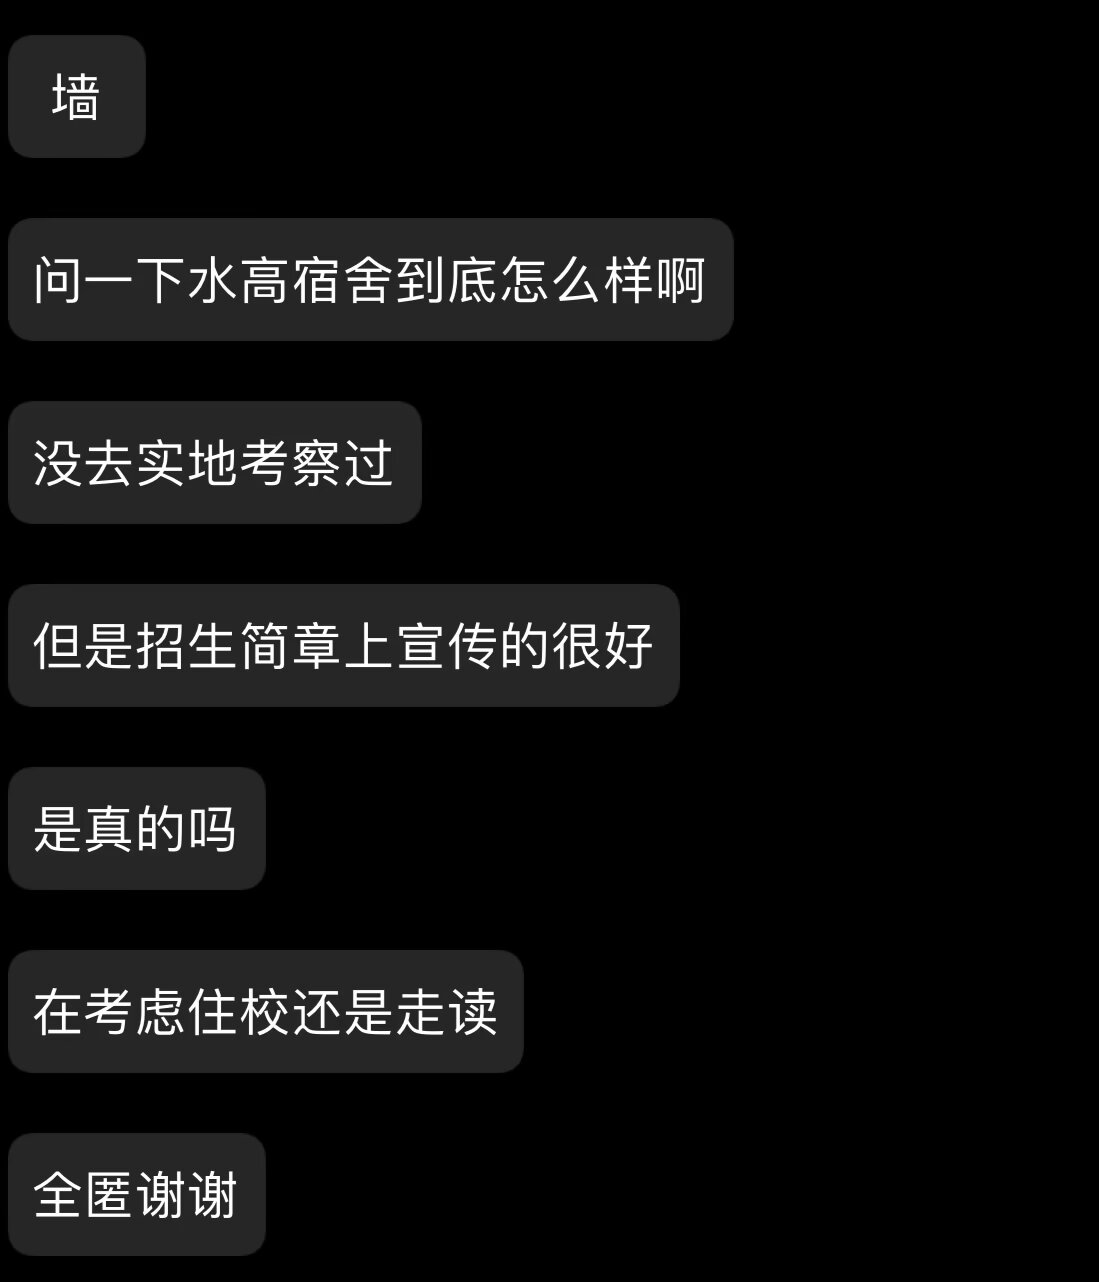 墙
问一下水高宿舍到底怎么样啊
没去实地考察过
但是招生简章上宣传的很好
是真的吗
在考虑住校还是走读
全匿谢谢